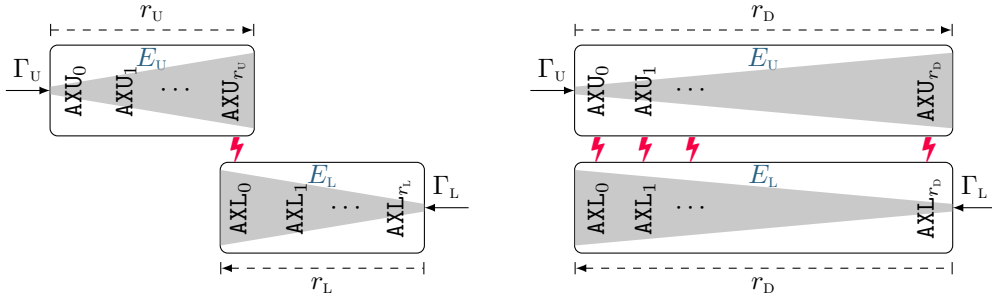 r_U
E_U
Γ_U
AXU_0 AXU_1 ··· AXU_{r_U}
E_L
Γ_L
AXL_0 AXL_1 ··· AXL_{r_L}
r_L
r_D
E_U
Γ_U
AXU_0 AXU_1 ··· AXU_{r_D}
E_L
Γ_L
AXL_0 AXL_1 ··· AXL_{r_D}
r_D